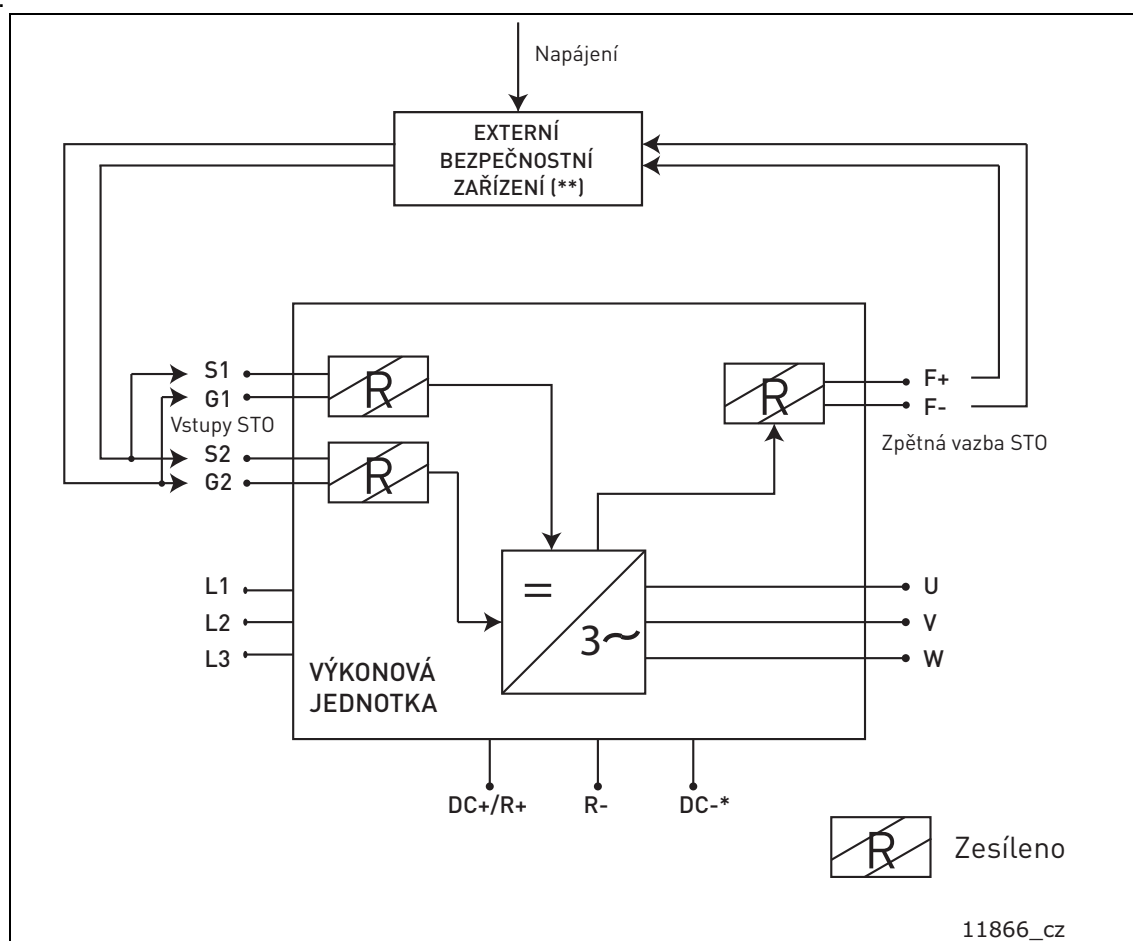 Napájení
EXTERNÍ
BEZPEČNOSTNÍ
ZAŘÍZENÍ (**)
S1
G1
Vstupy STO
S2
G2
R
R
R
F+
F-
Zpětná vazba STO
L1
L2
L3
=
3~
U
V
W
VÝKONOVÁ
JEDNOTKA
DC+/R+
R-
DC-*
R
Zesíleno
11866_cz